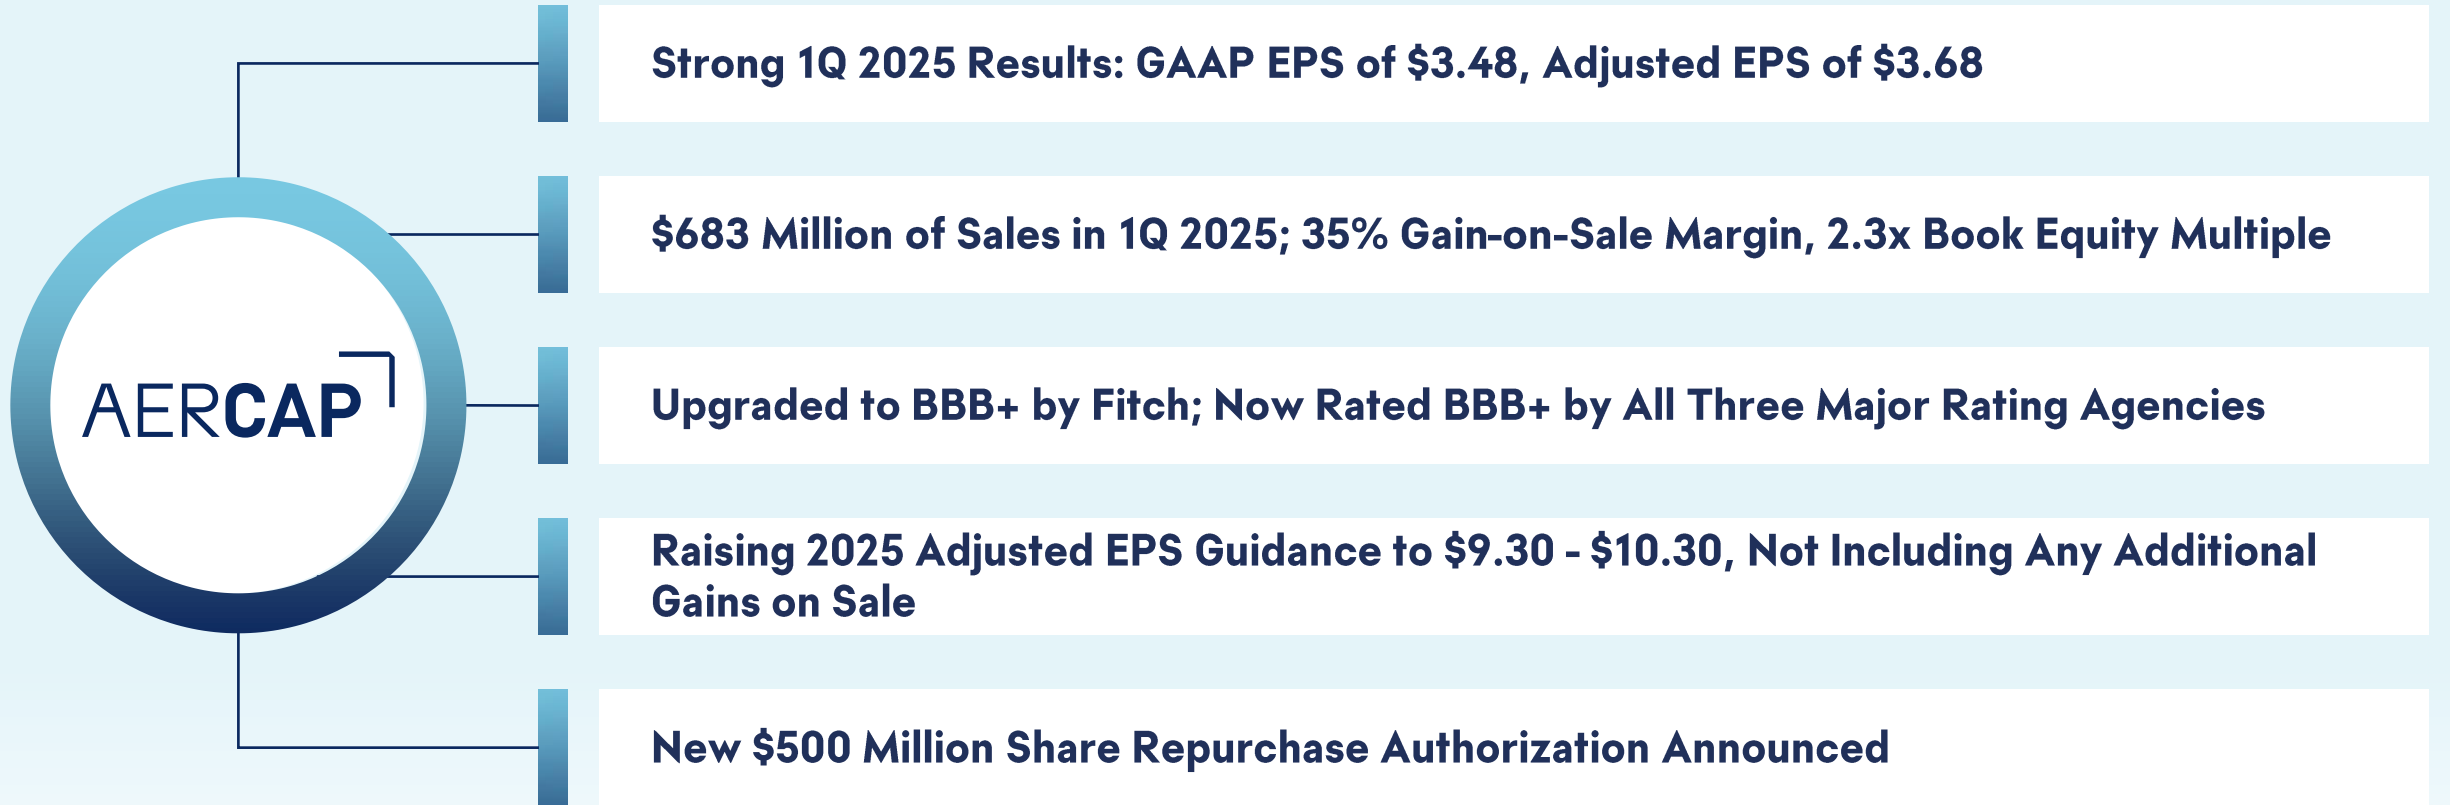 Strong 1Q 2025 Results: GAAP EPS of $3.48, Adjusted EPS of $3.68
$683 Million of Sales in 1Q 2025; 35% Gain-on-Sale Margin, 2.3x Book Equity Multiple
AERCAP
Upgraded to BBB+ by Fitch; Now Rated BBB+ by All Three Major Rating Agencies
Raising 2025 Adjusted EPS Guidance to $9.30 - $10.30, Not Including Any Additional
Gains on Sale
New $500 Million Share Repurchase Authorization Announced